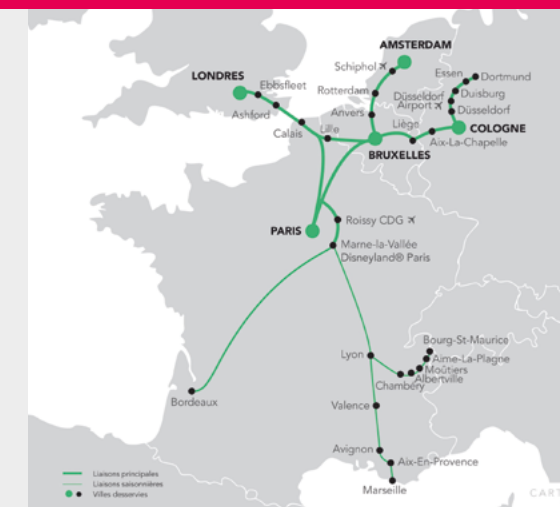 AMSTERDAM
Schiphol
LONDRES
Ebbsfleet
Essen
Dortmund
Rotterdam
Düsseldorf
Airport
Duisburg
Ashford
Anvers
Düsseldorf
Calais
Lille
Liège
COLOGNE
BRUXELLES
Aix-La-Chapelle
PARIS
Roissy CDG
Marne-la-Vallée
Disneyland® Paris
Lyon
Bourg-St-Maurice
Aime-La-Plagne
Moûtiers
Albertville
Chambéry
Bordeaux
Valence
Avignon
Aix-En-Provence
Marseille
Liaisons principales
Liaisons saisonnières
Villes desservies
CART